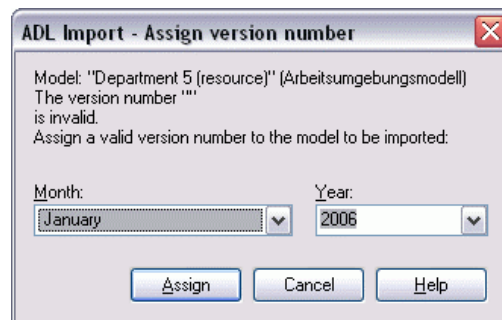 ADL Import - Assign version number
Model: "Department 5 (resource)" (Arbeitsumgebungsmodell)
The version number ""
is invalid.
Assign a valid version number to the model to be imported:
Month: Year:
January 2006
Assign Cancel Help